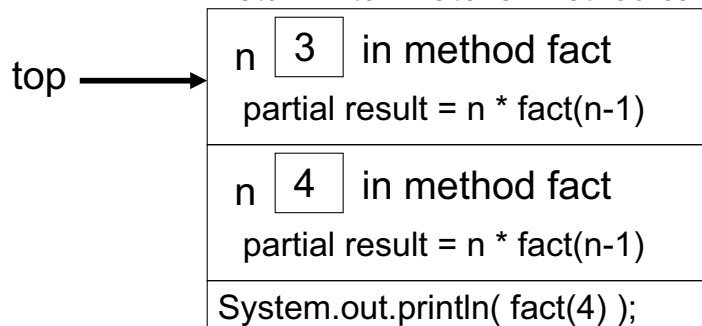 n 3 in method fact
top
partial result = n * fact(n-1)
n 4 in method fact
partial result = n * fact(n-1)
System.out.println( fact(4) );